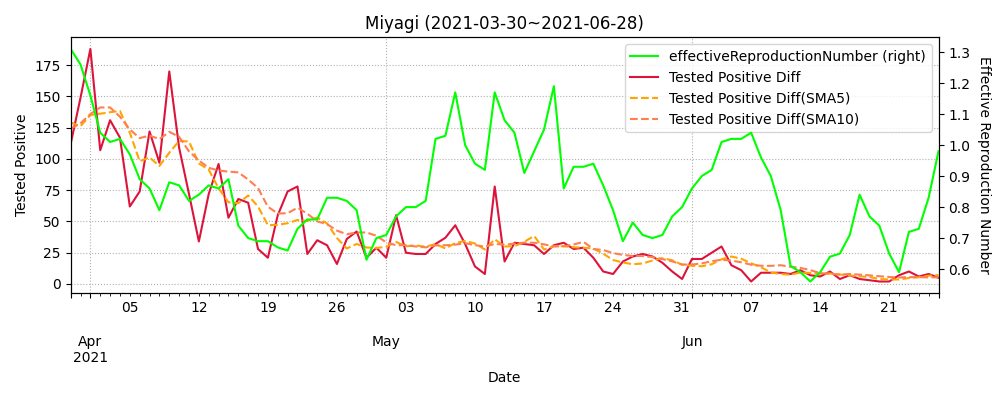 Miyagi (2021-03-30~2021-06-28)
effectiveReproductionNumber (right)
Tested Positive Diff
Tested Positive Diff(SMA5)
Tested Positive Diff(SMA10)
Tested Positive
175
150
125
100
75
50
25
0
1.3
1.2
1.1
1.0
0.9
0.8
0.7
0.6
Effective Reproduction Number
05 12 19 26 03 10 17 24 31 07 14 21
Apr May Jun
2021
Date